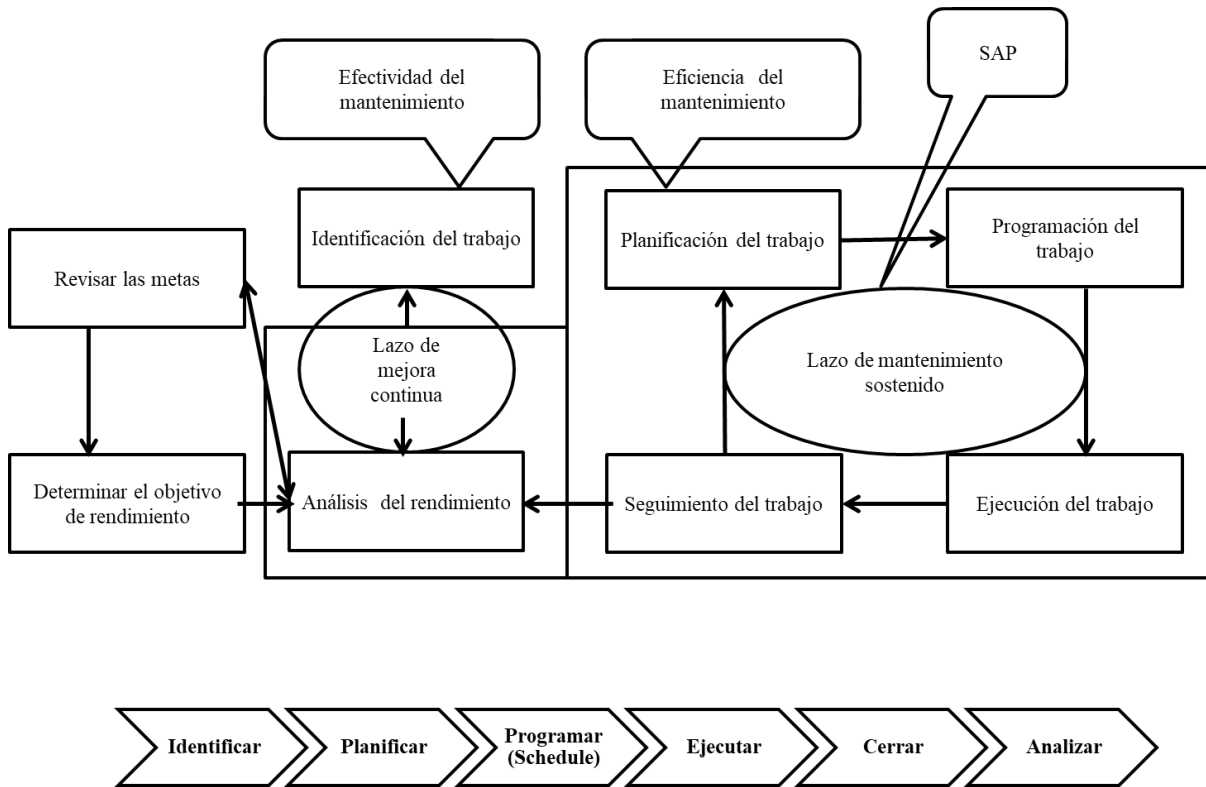 Efectividad del
mantenimiento
Eficiencia del
mantenimiento
SAP
Identificación del trabajo
Planificación del trabajo
Programación del
trabajo
Revisar las metas
Lazo de
mejora
continua
Lazo de mantenimiento
sostenido
Determinar el objetivo
de rendimiento
Análisis del rendimiento
Seguimiento del trabajo
Ejecución del trabajo
Identificar
Planificar
Programar
(Schedule)
Ejecutar
Cerrar
Analizar